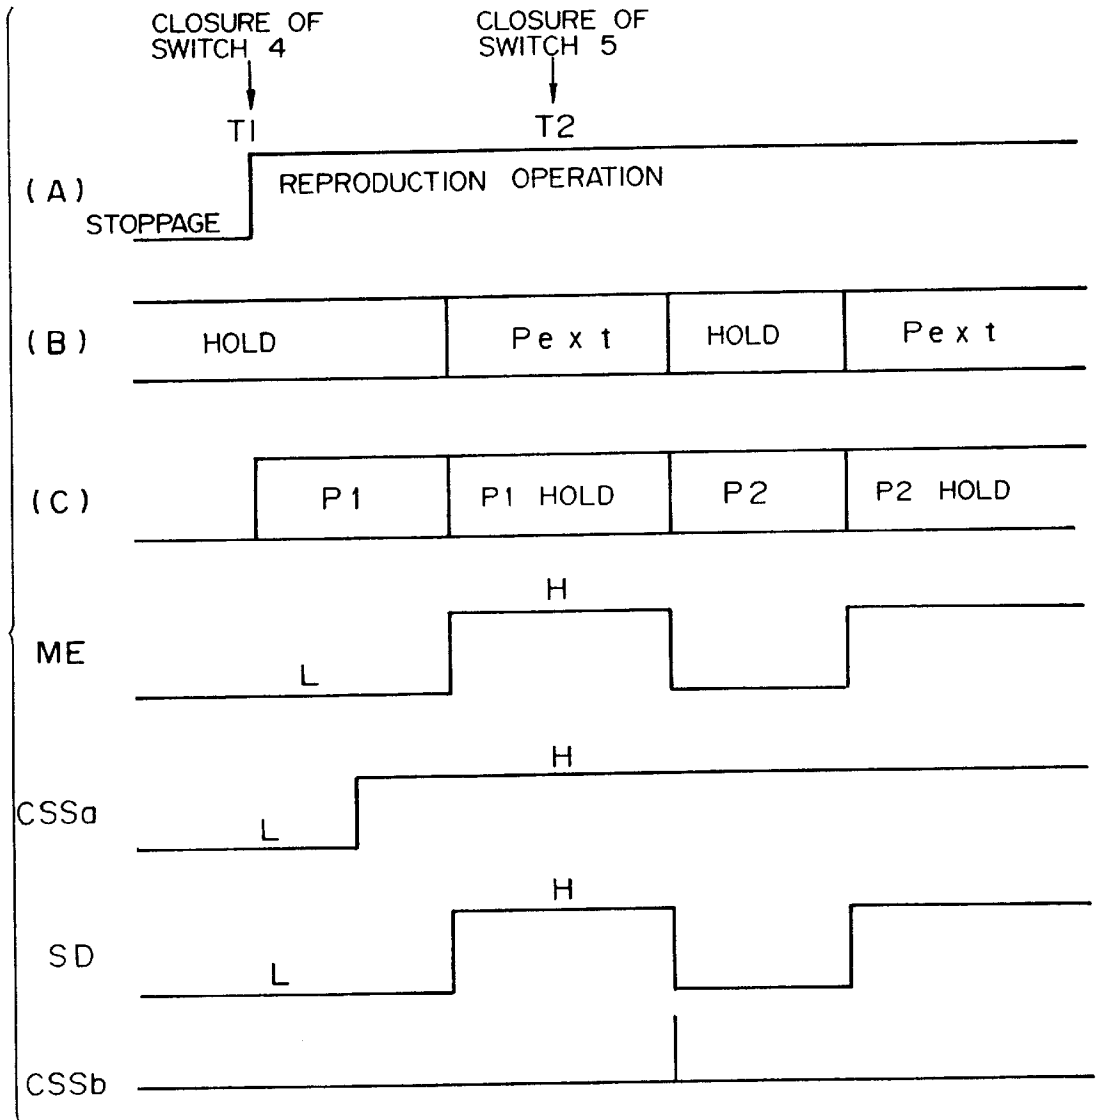 CLOSURE OF
SWITCH 4
CLOSURE OF
SWITCH 5
T1
T2
(A)
STOPPAGE
REPRODUCTION OPERATION
(B)
HOLD
Pext
HOLD
Pext
(C)
P1
P1 HOLD
P2
P2 HOLD
ME
L
H
CSSa
L
H
SD
L
H
CSSb